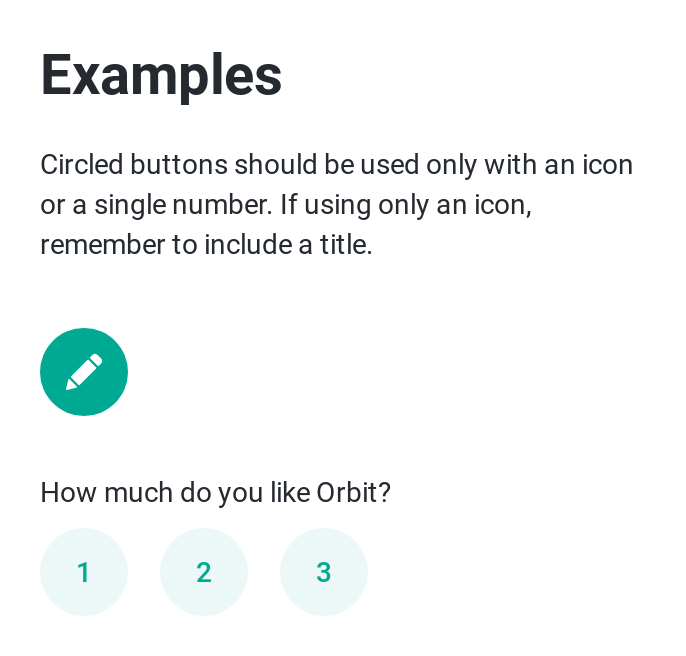 Examples
Circled buttons should be used only with an icon
or a single number. If using only an icon,
remember to include a title.
How much do you like Orbit?
1 2 3